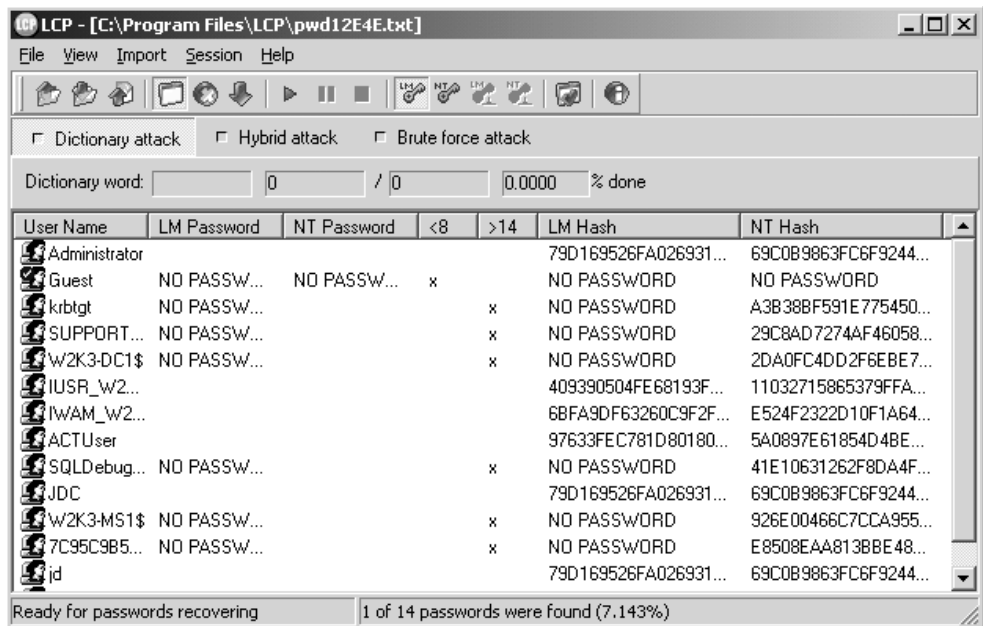 LCP - [C:\Program Files\LCP\pwd12E4E.txt]
File View Import Session Help
LM NT LM NT
Dictionary attack Hybrid attack Brute force attack
Dictionary word: 0 / 0 0.0000 % done
User Name LM Password NT Password <8 >14 LM Hash NT Hash
Administrator 79D169526FA026931... 69C0B9863FC6F9244...
Guest NO PASSW... NO PASSW... x NO PASSWORD NO PASSWORD
krbtgt NO PASSW... x NO PASSWORD A3B38BF591E775450...
SUPPORT... NO PASSW... x NO PASSWORD 29C8AD7274AF46058...
W2K3-DC1$ NO PASSW... x NO PASSWORD 2DA0FC4DD2F6EBE7...
IUSR_W2... 409390504FE68193F... 11032715865379FFA...
IWAM_W2... 6BFA9DF63260C9F2F... E524F2322D10F1A64...
ACTUser 97633FEC781D80180... 5A0897E61854D4BE...
SQLDebug... NO PASSW... x NO PASSWORD 41E10631262F8DA4F...
JDC 79D169526FA026931... 69C0B9863FC6F9244...
W2K3-MS1$ NO PASSW... x NO PASSWORD 926E00466C7CCA955...
7C95C9B5... NO PASSW... x NO PASSWORD E8508EAA813BBE48...
jd 79D169526FA026931... 69C0B9863FC6F9244...
Ready for passwords recovering 1 of 14 passwords were found (7.143%)